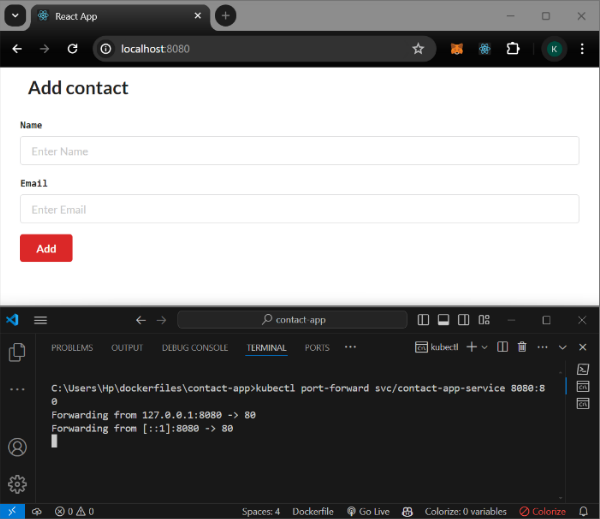 React App
localhost:8080
K
Add contact
Name
Enter Name
Email
Enter Email
Add
contact-app
PROBLEMS OUTPUT DEBUG CONSOLE TERMINAL PORTS kubectl
C:\Users\Hp\dockerfiles\contact-app>kubectl port-forward svc/contact-app-service 8080:8
0
Forwarding from 127.0.0.1:8080 -> 80
Forwarding from [::1]:8080 -> 80
0 0 Spaces: 4 Dockerfile Go Live Colorize: 0 variables Colorize